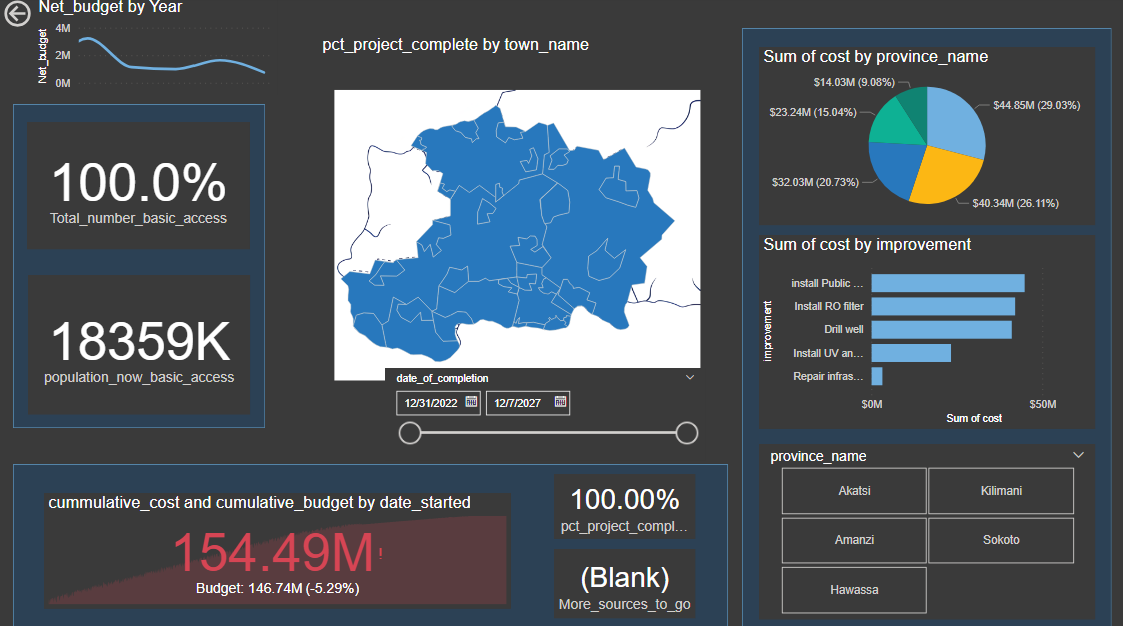 Net_budget by Year
Net_budget
4M
2M
0M
100.0%
Total_number_basic_access
18359K
population_now_basic_access
pct_project_complete by town_name
date_of_completion
12/31/2022
12/7/2027
cummulative_cost and cumulative_budget by date_started
154.49M!
Budget: 146.74M (-5.29%)
100.00%
pct_project_compl...
(Blank)
More_sources_to_go
Sum of cost by province_name
$14.03M (9.08%)
$23.24M (15.04%)
$44.85M (29.03%)
$32.03M (20.73%)
$40.34M (26.11%)
Sum of cost by improvement
improvement
install Public ...
Install RO filter
Drill well
Install UV an...
Repair infras...
$0M
$50M
Sum of cost
province_name
Akatsi
Kilimani
Amanzi
Sokoto
Hawassa